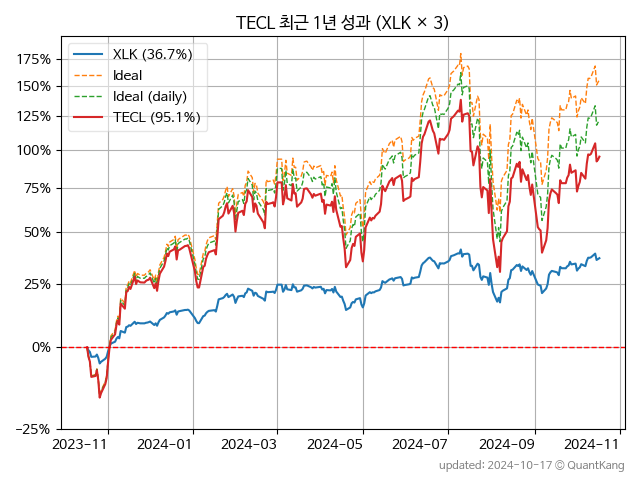 TECL 최근 1년 성과 (XLK × 3)
XLK (36.7%)
Ideal
Ideal (daily)
TECL (95.1%)
175%
150%
125%
100%
75%
50%
25%
0%
−25%
2023-11
2024-01
2024-03
2024-05
2024-07
2024-09
2024-11
updated: 2024-10-17 © QuantKang